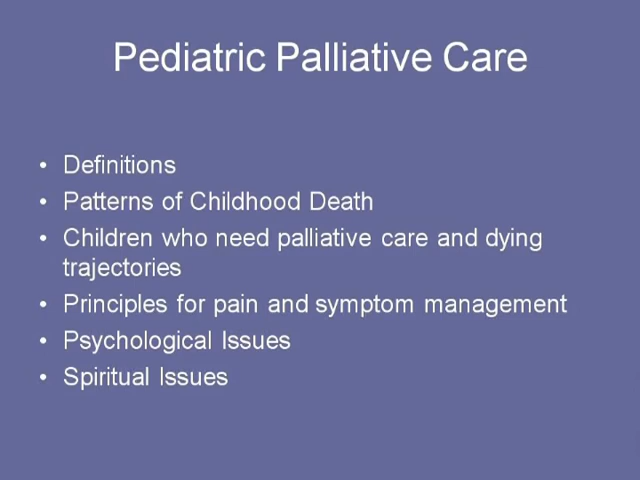 Pediatric Palliative Care
• Definitions
• Patterns of Childhood Death
• Children who need palliative care and dying
trajectories
• Principles for pain and symptom management
• Psychological Issues
• Spiritual Issues